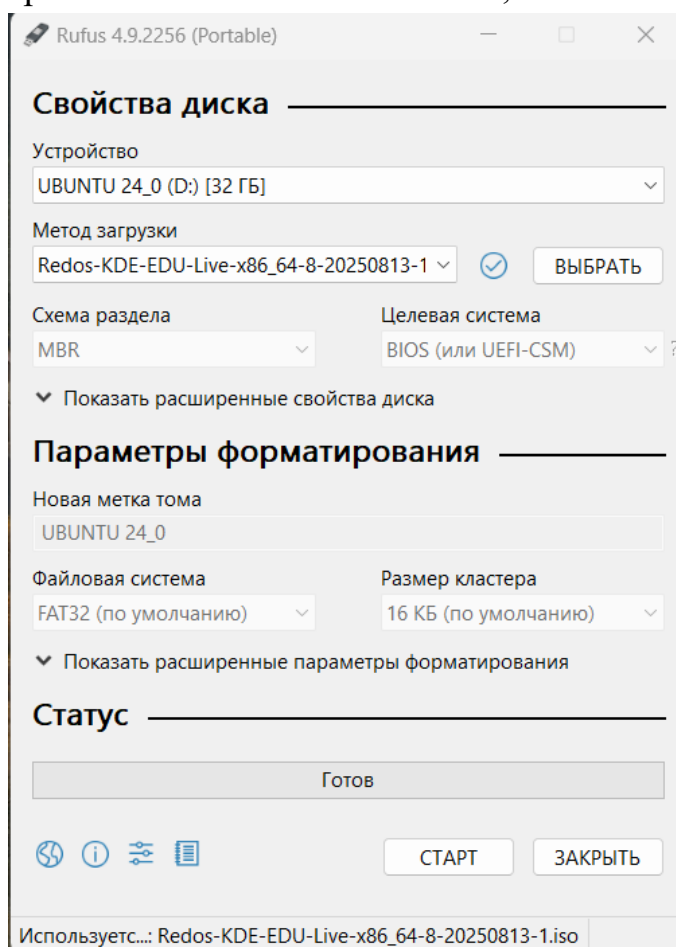 Rufus 4.9.2256 (Portable)
Свойства диска
Устройство
UBUNTU 24_0 (D:) [32 ГБ]
Метод загрузки
Redos-KDE-EDU-Live-x86_64-8-20250813-1
ВЫБРАТЬ
Схема раздела Целевая система
MBR BIOS (или UEFI-CSM) ?
Показать расширенные свойства диска
Параметры форматирования
Новая метка тома
UBUNTU 24_0
Файловая система Размер кластера
FAT32 (по умолчанию) 16 КБ (по умолчанию)
Показать расширенные параметры форматирования
Статус
Готов
СТАРТ ЗАКРЫТЬ
Используетс...: Redos-KDE-EDU-Live-x86_64-8-20250813-1.iso